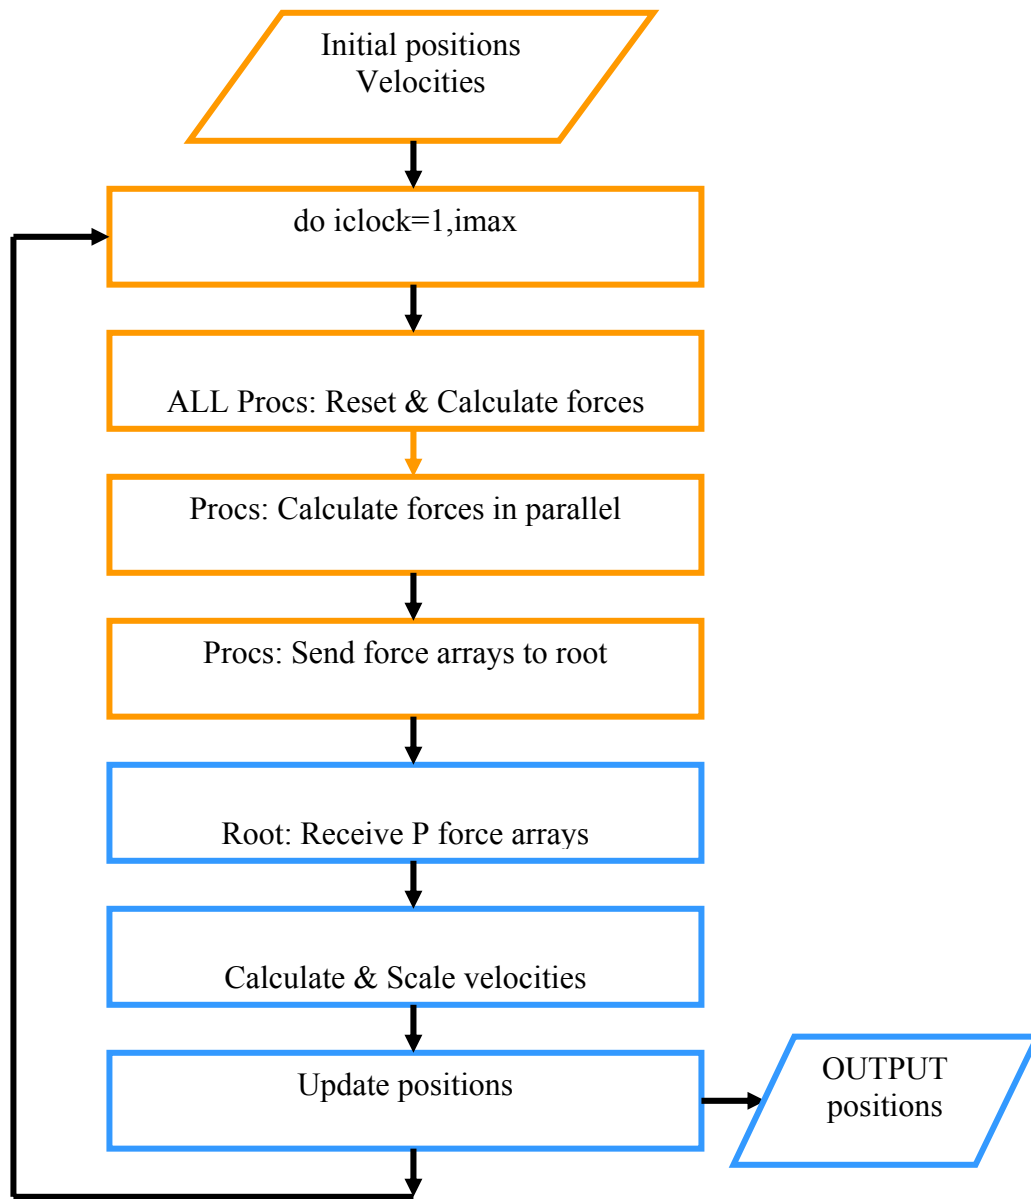 Initial positions
Velocities
do iclock=1,imax
ALL Procs: Reset & Calculate forces
Procs: Calculate forces in parallel
Procs: Send force arrays to root
Root: Receive P force arrays
Calculate & Scale velocities
Update positions
OUTPUT
positions